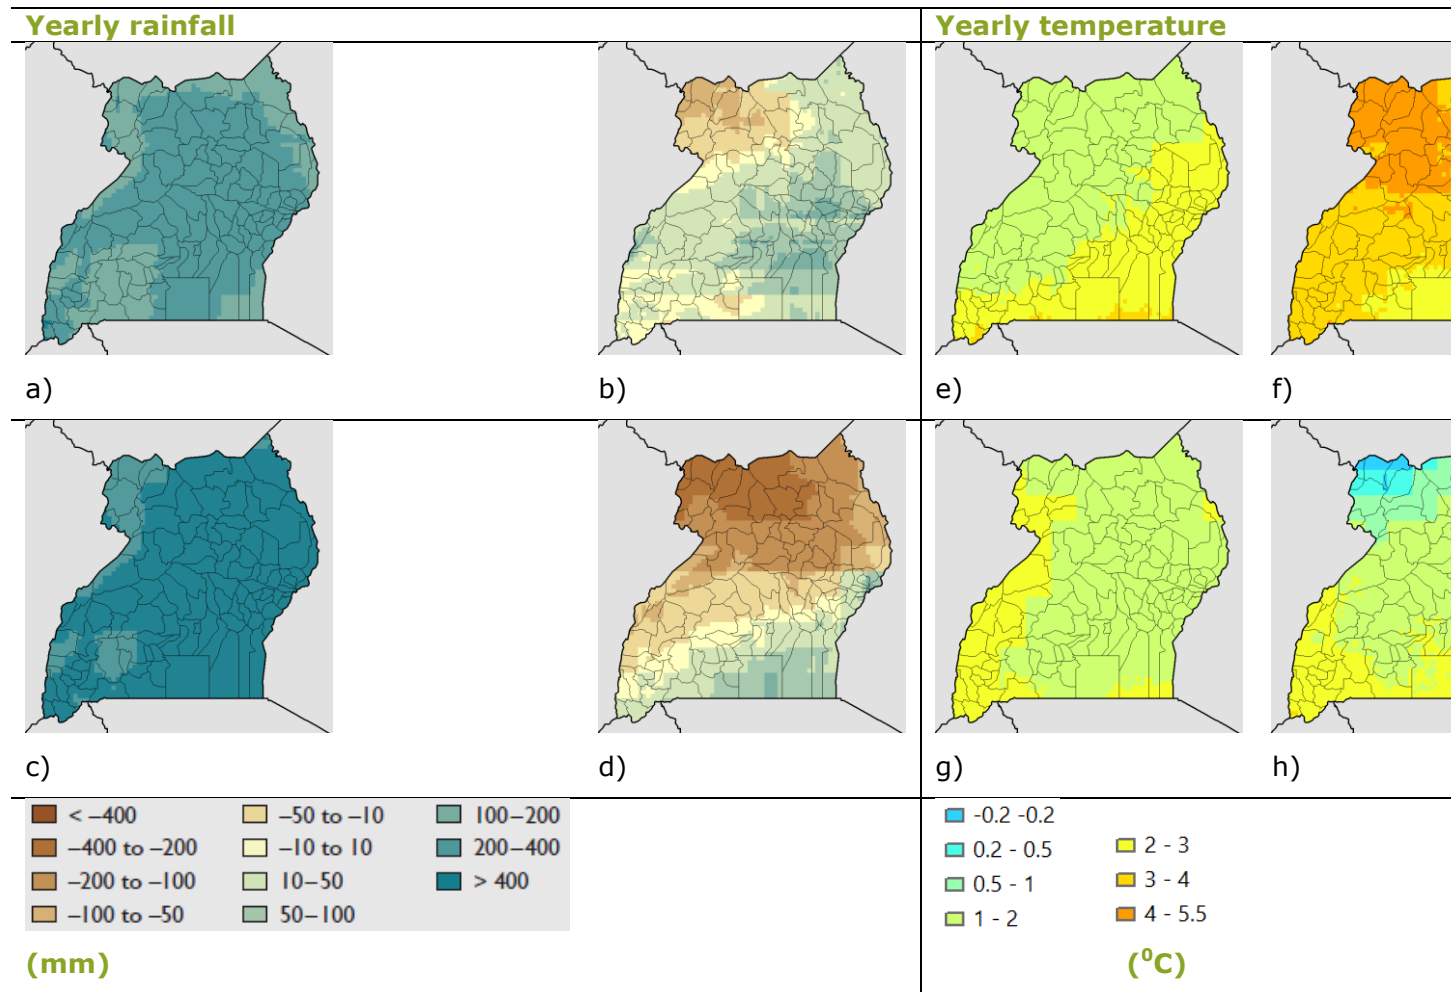 Yearly rainfall
Yearly temperature
a)
b)
e)
f)
c)
d)
g)
h)
< –400
–400 to –200
–200 to –100
–100 to –50
–50 to –10
–10 to 10
10–50
50–100
100–200
200–400
> 400
(mm)
-0.2 -0.2
0.2 - 0.5
0.5 - 1
1 - 2
2 - 3
3 - 4
4 - 5.5
(⁰C)